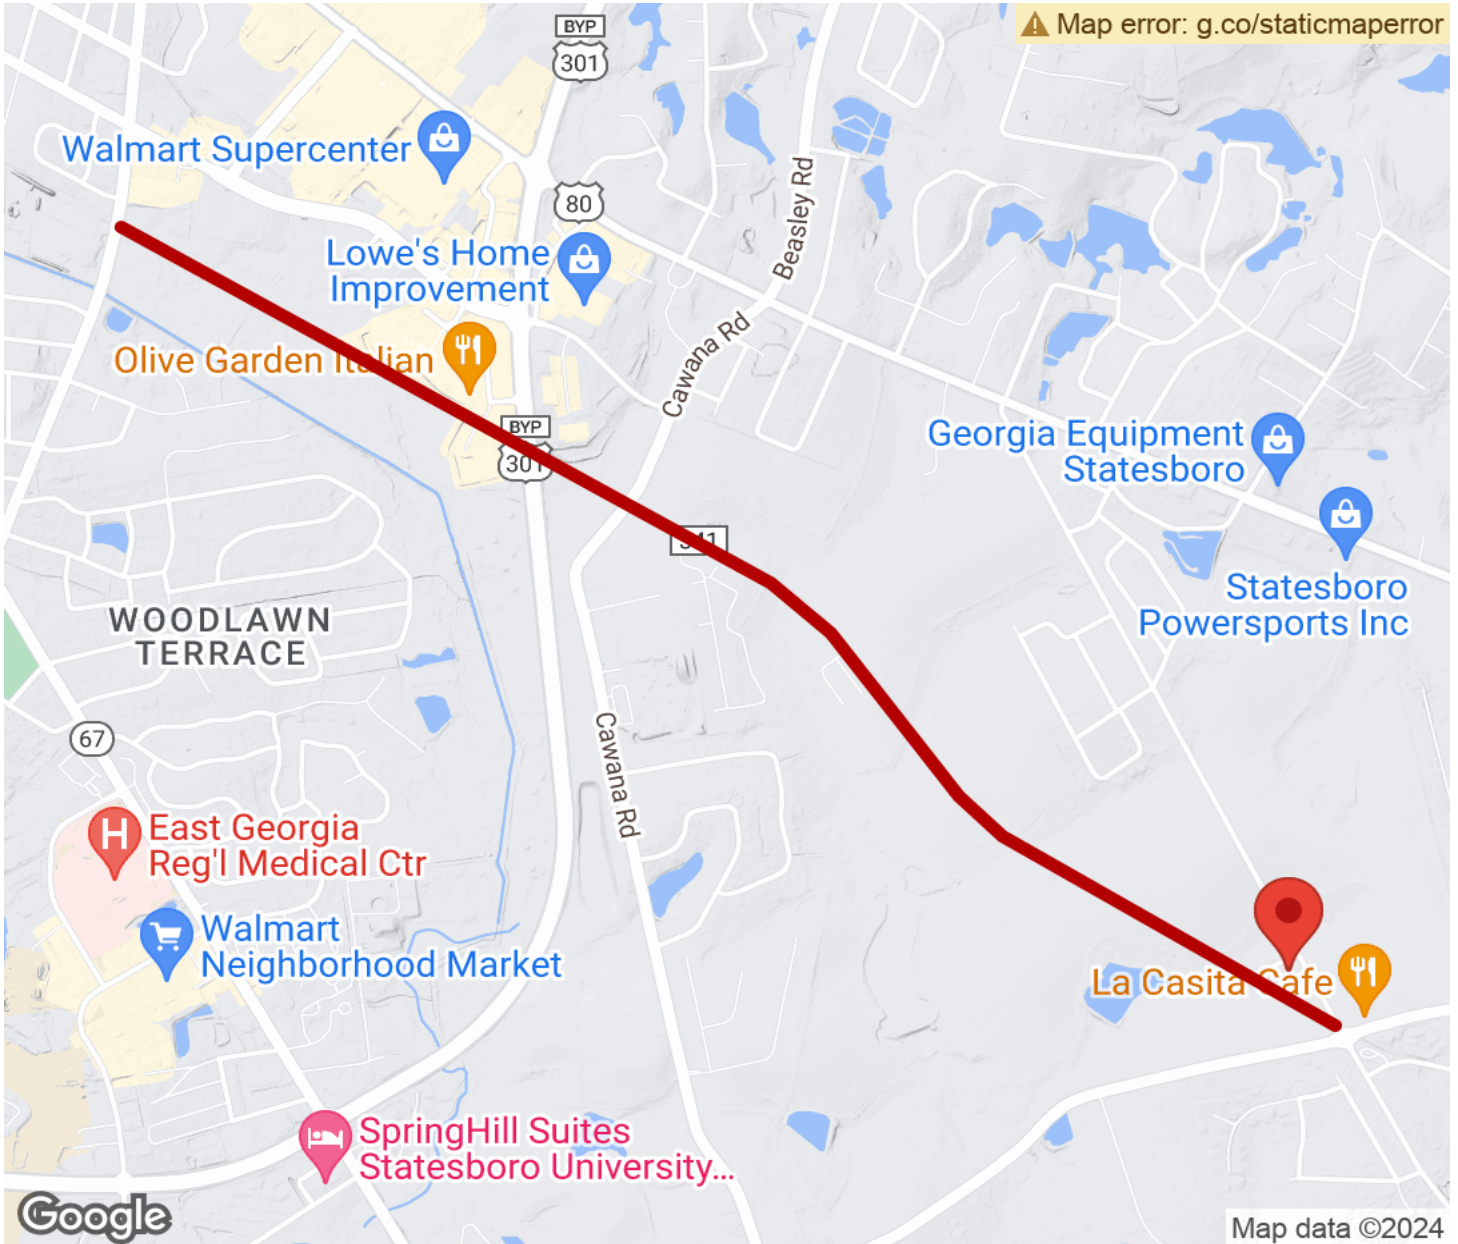 Map error: g.co/staticmaperror
BYP
301
Walmart Supercenter
80
Beasley Rd
Lowe's Home
Improvement
Cawana Rd
Olive Garden Italian
BYP
301
Georgia Equipment
Statesboro
541
Statesboro
Powersports Inc
WOODLAWN
TERRACE
67
Cawana Rd
East Georgia
Reg'l Medical Ctr
H
Walmart
Neighborhood Market
La Casita Cafe
SpringHill Suites
Statesboro University...
Google
Map data ©2024